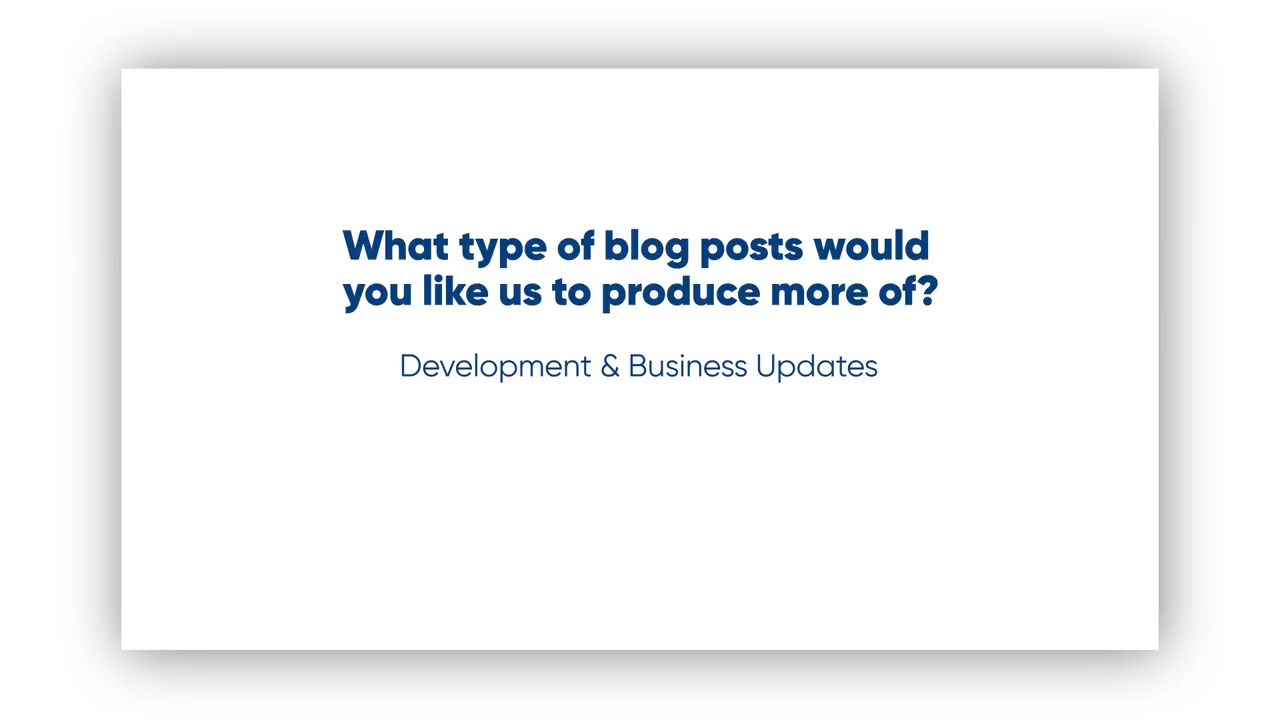 What type of blog posts would
you like us to produce more of?
Development & Business Updates